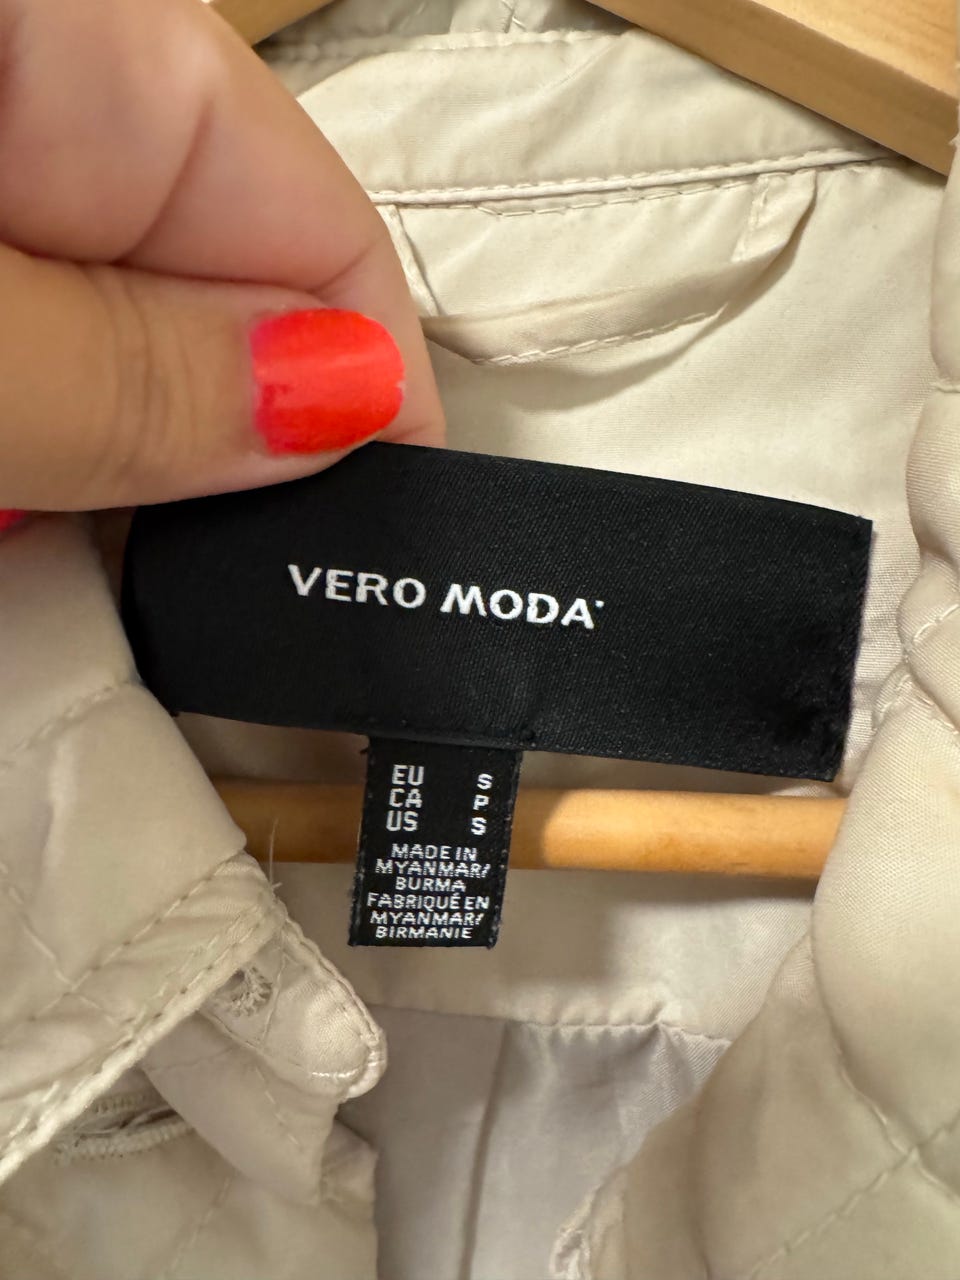 VERO MODA
EU S
CA P
US S
MADE IN
MYANMAR/
BURMA
FABRIQUÉ EN
MYANMAR/
BIRMANIE